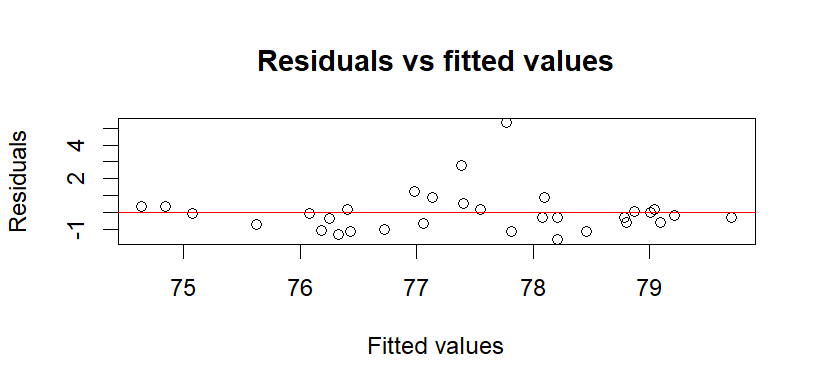 Residuals vs fitted values
Residuals
4
2
-1
75 76 77 78 79
Fitted values